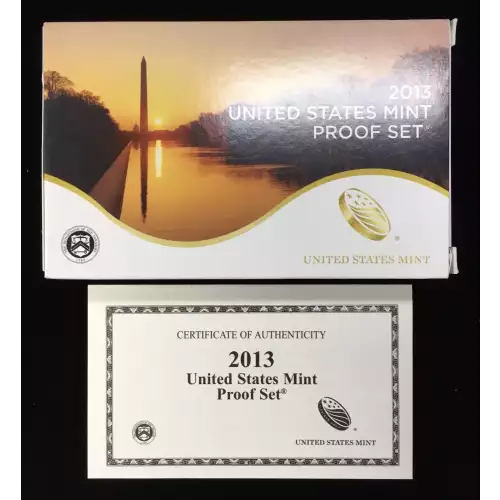 2013
UNITED STATES MINT
PROOF SET®
UNITED STATES MINT
CERTIFICATE OF AUTHENTICITY
2013
United States Mint
Proof Set®
UNITED STATES MINT